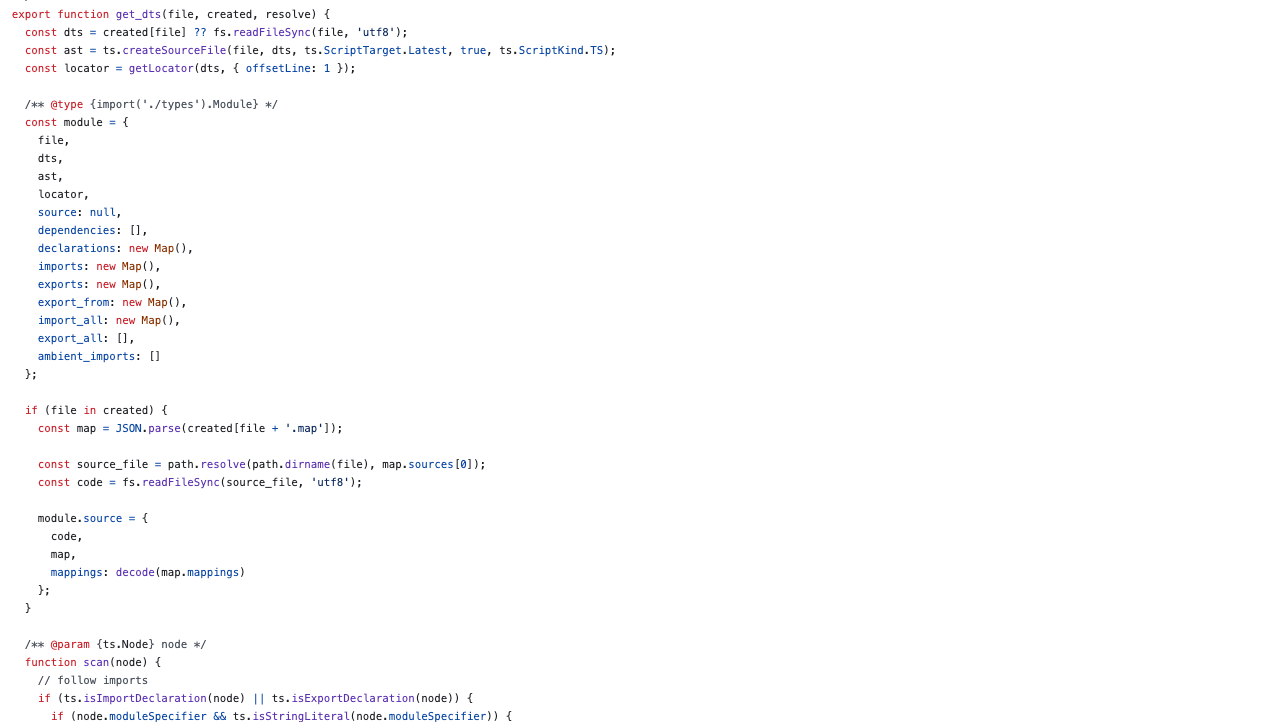 export function get_dts(file, created, resolve) {
  const dts = created[file] ?? fs.readFileSync(file, 'utf8');
  const ast = ts.createSourceFile(file, dts, ts.ScriptTarget.Latest, true, ts.ScriptKind.TS);
  const locator = getLocator(dts, { offsetLine: 1 });

  /** @type {import('./types').Module} */
  const module = {
    file,
    dts,
    ast,
    locator,
    source: null,
    dependencies: [],
    declarations: new Map(),
    imports: new Map(),
    exports: new Map(),
    export_from: new Map(),
    import_all: new Map(),
    export_all: [],
    ambient_imports: []
  };

  if (file in created) {
    const map = JSON.parse(created[file + '.map']);

    const source_file = path.resolve(path.dirname(file), map.sources[0]);
    const code = fs.readFileSync(source_file, 'utf8');

    module.source = {
      code,
      map,
      mappings: decode(map.mappings)
    };
  }

  /** @param {ts.Node} node */
  function scan(node) {
    // follow imports
    if (ts.isImportDeclaration(node) || ts.isExportDeclaration(node)) {
      if (node.moduleSpecifier && ts.isStringLiteral(node.moduleSpecifier)) {